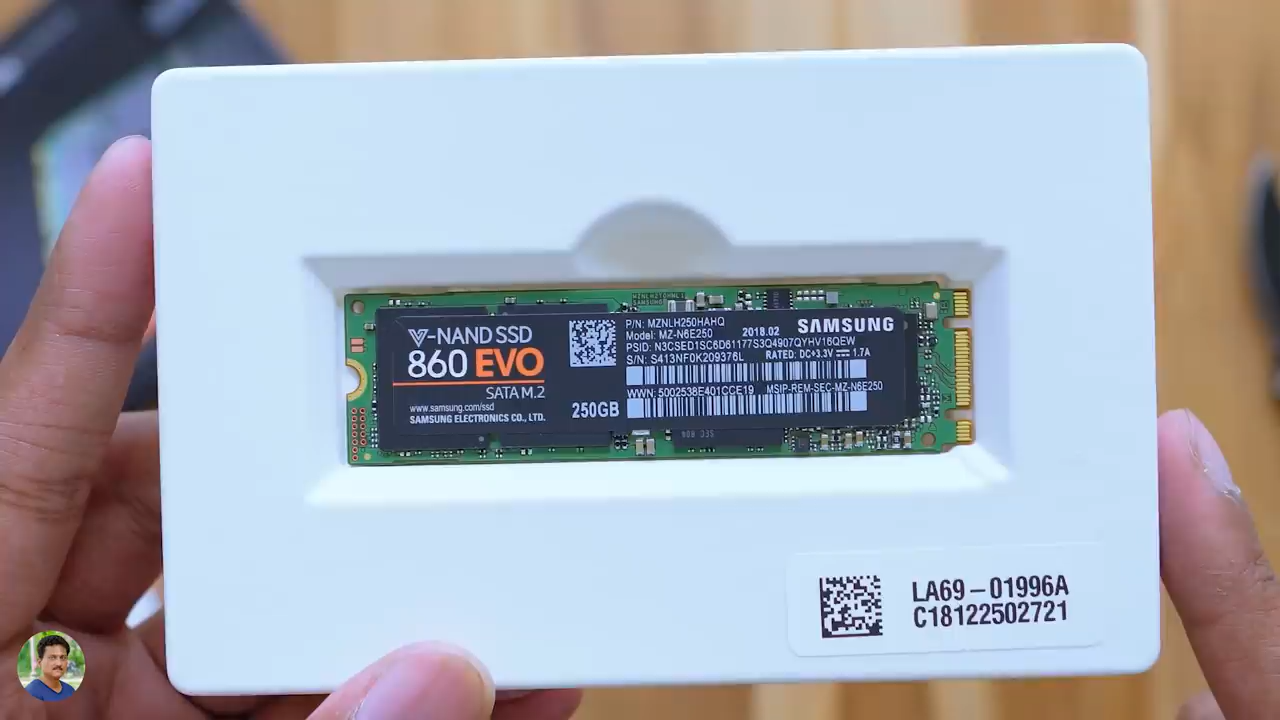 V-NAND SSD
860 EVO
SATA M.2
www.samsung.com/ssd
SAMSUNG ELECTRONICS CO., LTD.
250GB
P/N: MZNLH250HAHQ
Model: MZ-N6E250
2018.02
SAMSUNG
PSID: N3CSED1SC6D61177S3Q4907QYHV16QEW
S/N: S413NF0K209376L
RATED: DC+3.3V 1.7A
WWN: 5002538E401CCE19
MSIP-REM-SEC-MZ-N6E250
SEC 804
LA69-01996A
C18122502721